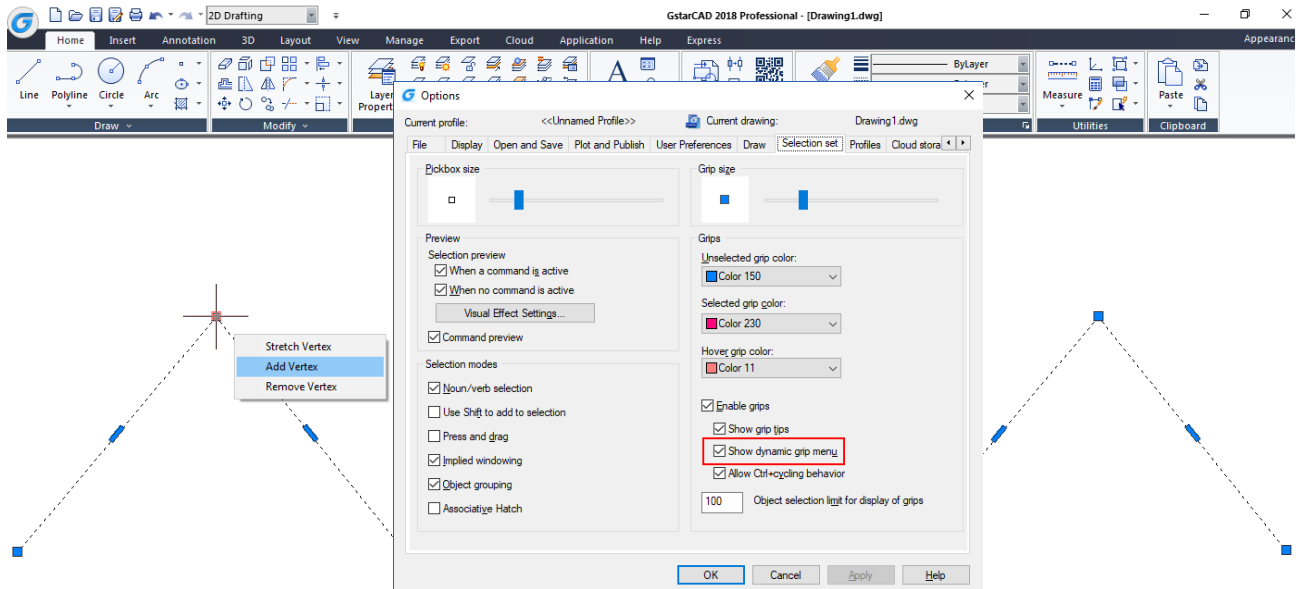 2D Drafting
GstarCAD 2018 Professional - [Drawing1.dwg]
Home Insert Annotation 3D Layout View Manage Export Cloud Application Help Express Appearanc
ByLayer
Line Polyline Circle Arc
Layer
Propert
Measure
Paste
Draw
Modify
Utilities
Clipboard
Options
Current profile: <<Unnamed Profile>> Current drawing: Drawing1.dwg
File Display Open and Save Plot and Publish User Preferences Draw Selection set Profiles Cloud stora
Pickbox size
Grip size
Preview
Selection preview
When a command is active
When no command is active
Visual Effect Settings...
Command preview
Selection modes
Noun/verb selection
Use Shift to add to selection
Press and drag
Implied windowing
Object grouping
Associative Hatch
Grips
Unselected grip color:
Color 150
Selected grip color:
Color 230
Hover grip color:
Color 11
Enable grips
Show grip tips
Show dynamic grip menu
Allow Ctrl+cycling behavior
100 Object selection limit for display of grips
OK Cancel Apply Help
Stretch Vertex
Add Vertex
Remove Vertex